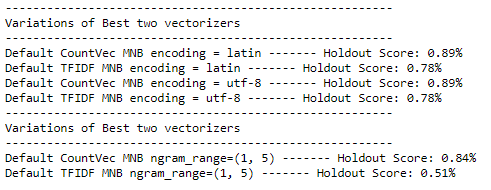 -------------------------------------------------------
Variations of Best two vectorizers
-------------------------------------------------------
Default CountVec MNB encoding = latin ------- Holdout Score: 0.89%
Default TFIDF MNB encoding = latin ------- Holdout Score: 0.78%
Default CountVec MNB encoding = utf-8 ------- Holdout Score: 0.89%
Default TFIDF MNB encoding = utf-8 ------- Holdout Score: 0.78%
-------------------------------------------------------
Variations of Best two vectorizers
-------------------------------------------------------
Default CountVec MNB ngram_range=(1, 5) ------- Holdout Score: 0.84%
Default TFIDF MNB ngram_range=(1, 5) ------- Holdout Score: 0.51%